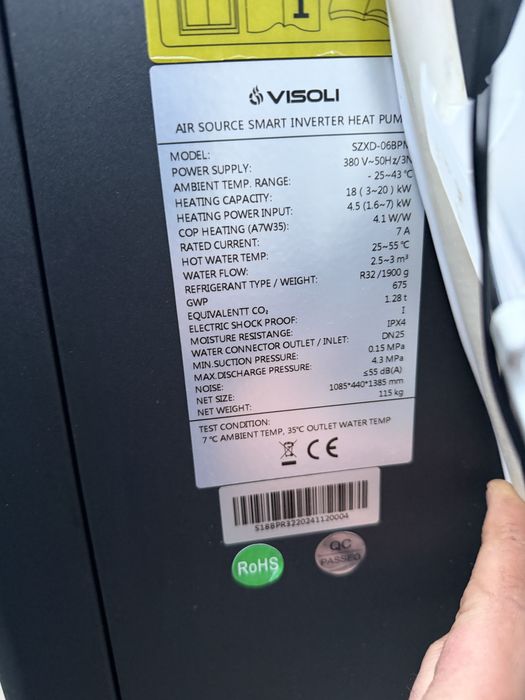 VISOLI
AIR SOURCE SMART INVERTER HEAT PUM
MODEL: SZXD-06BPN
POWER SUPPLY: 380 V~50Hz/3N
AMBIENT TEMP. RANGE: - 25~43 ℃
HEATING CAPACITY: 18 ( 3~20 ) kW
HEATING POWER INPUT: 4.5 (1.6~7) kW
COP HEATING (A7W35): 4.1 W/W
RATED CURRENT: 7 A
HOT WATER TEMP: 25~55 ℃
WATER FLOW: 2.5~3 m³
REFRIGERANT TYPE / WEIGHT: R32 /1900 g
GWP 675
EQUIVALENTT CO₂ 1.28 t
ELECTRIC SHOCK PROOF: I
MOISTURE RESISTANCE: IPX4
WATER CONNECTOR OUTLET / INLET: DN25
MIN.SUCTION PRESSURE: 0.15 MPa
MAX.DISCHARGE PRESSURE: 4.3 MPa
NOISE: ≤55 dB(A)
NET SIZE: 1085*440*1385 mm
NET WEIGHT: 115 kg
TEST CONDITION:
7 ℃ AMBIENT TEMP, 35℃ OUTLET WATER TEMP
CE
S18BPR3220241120004
RoHS
QC
PASSED